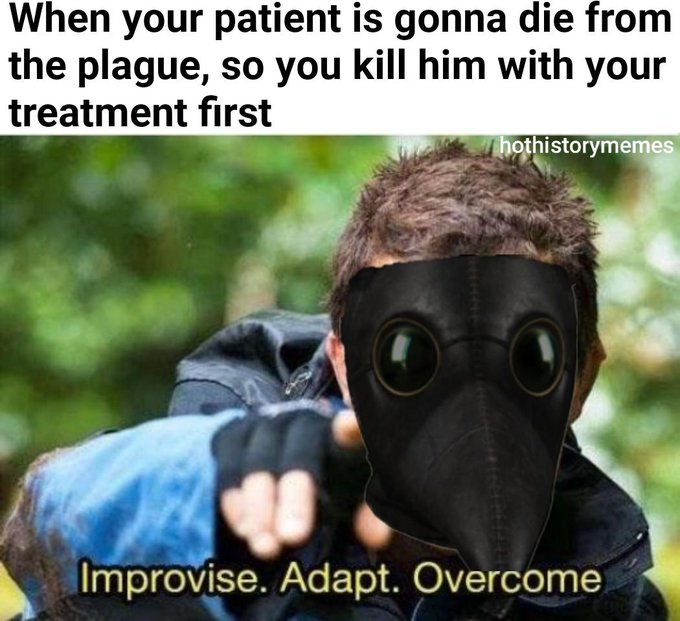 When your patient is gonna die from
the plague, so you kill him with your
treatment first
hothistorymemes
Improvise. Adapt. Overcome